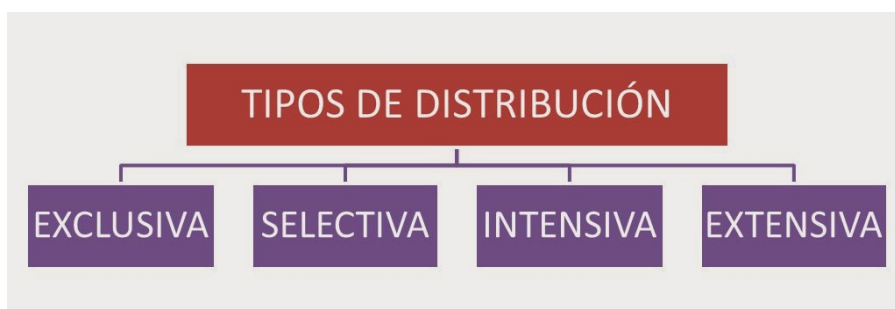 TIPOS DE DISTRIBUCIÓN
EXCLUSIVA
SELECTIVA
INTENSIVA
EXTENSIVA